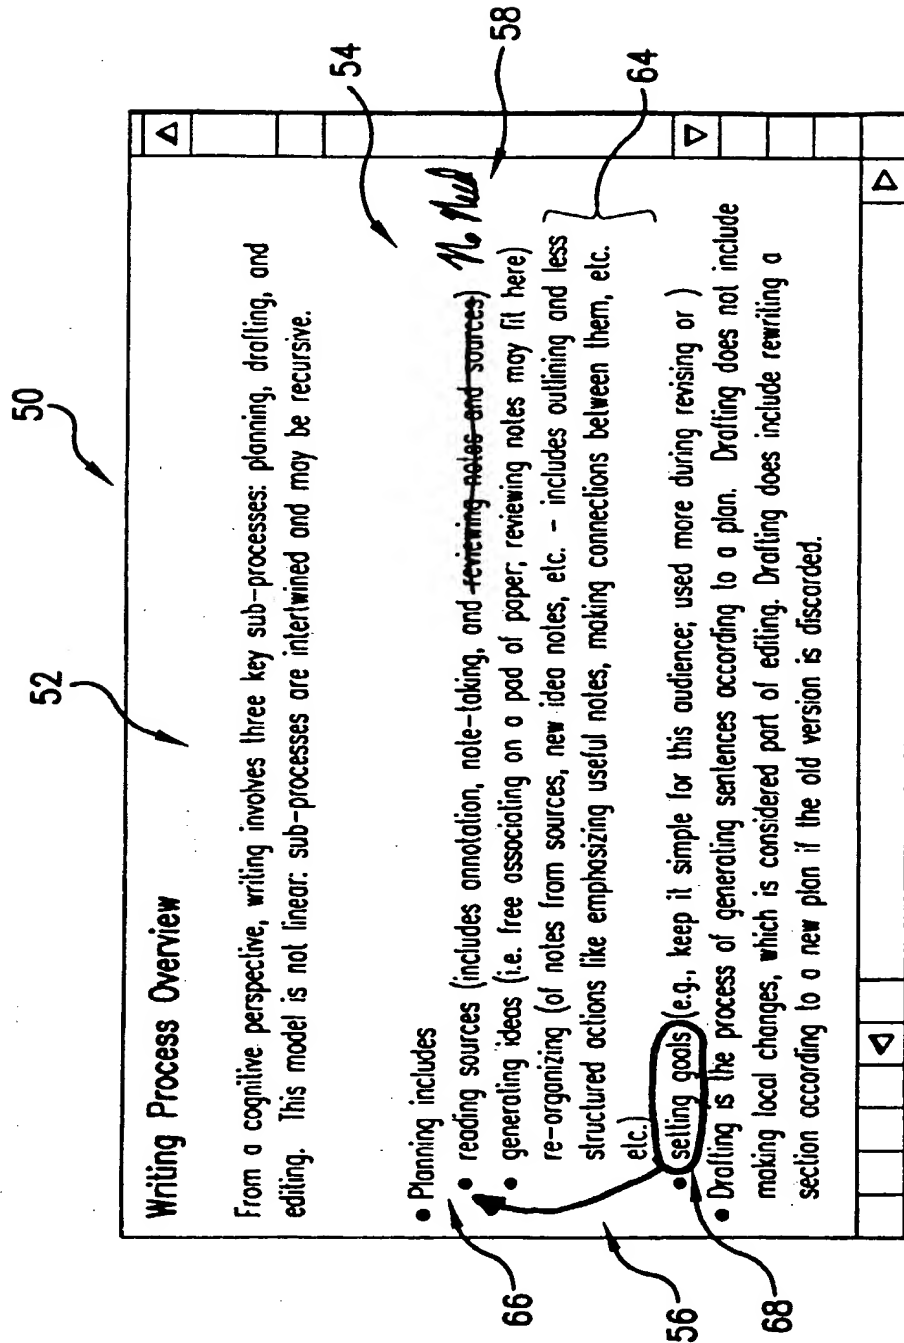 50
52
54
Writing Process Overview
From a cognitive perspective, writing involves three key sub-processes: planning, drafting, and
editing. This model is not linear: sub-processes are intertwined and may be recursive.
• Planning includes
• reading sources (includes annotation, note-taking, and reviewing notes and sources) No Need
• generating ideas (i.e. free associating on a pad of paper; reviewing notes may fit here)
re-organizing (of notes from sources, new idea notes, etc. - includes outlining and less
structured actions like emphasizing useful notes, making connections between them, etc.
etc.)
• setting goals (e.g., keep it simple for this audience; used more during revising or )
• Drafting is the process of generating sentences according to a plan. Drafting does not include
making local changes, which is considered part of editing. Drafting does include rewriting a
section according to a new plan if the old version is discarded.
58
64
66
56
68